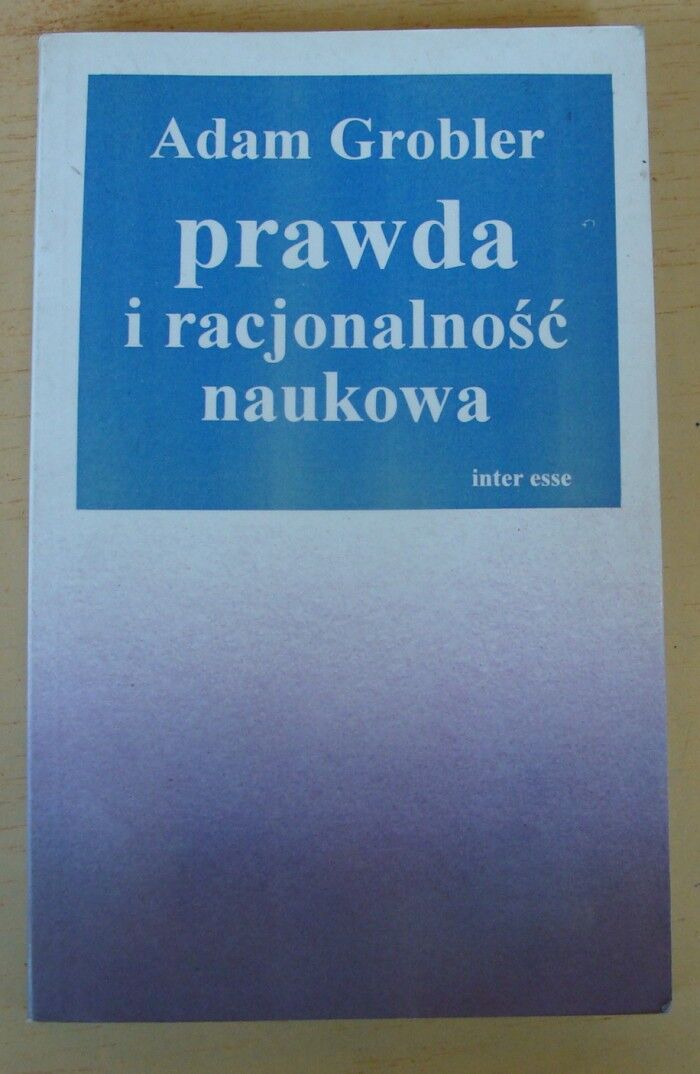 Adam Grobler
prawda
i racjonalność
naukowa
inter esse